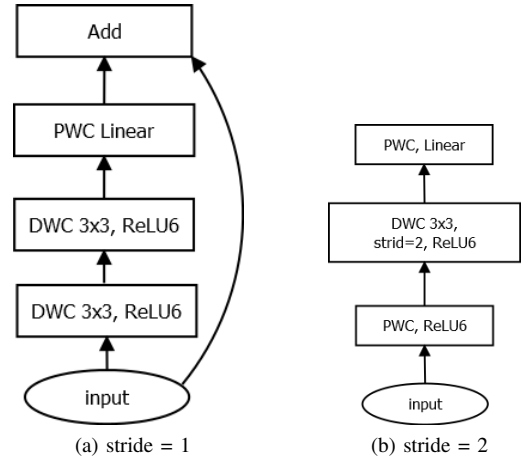 Add
PWC Linear
DWC 3x3, ReLU6
DWC 3x3, ReLU6
input
(a) stride = 1
PWC, Linear
DWC 3x3,
strid=2, ReLU6
PWC, ReLU6
input
(b) stride = 2